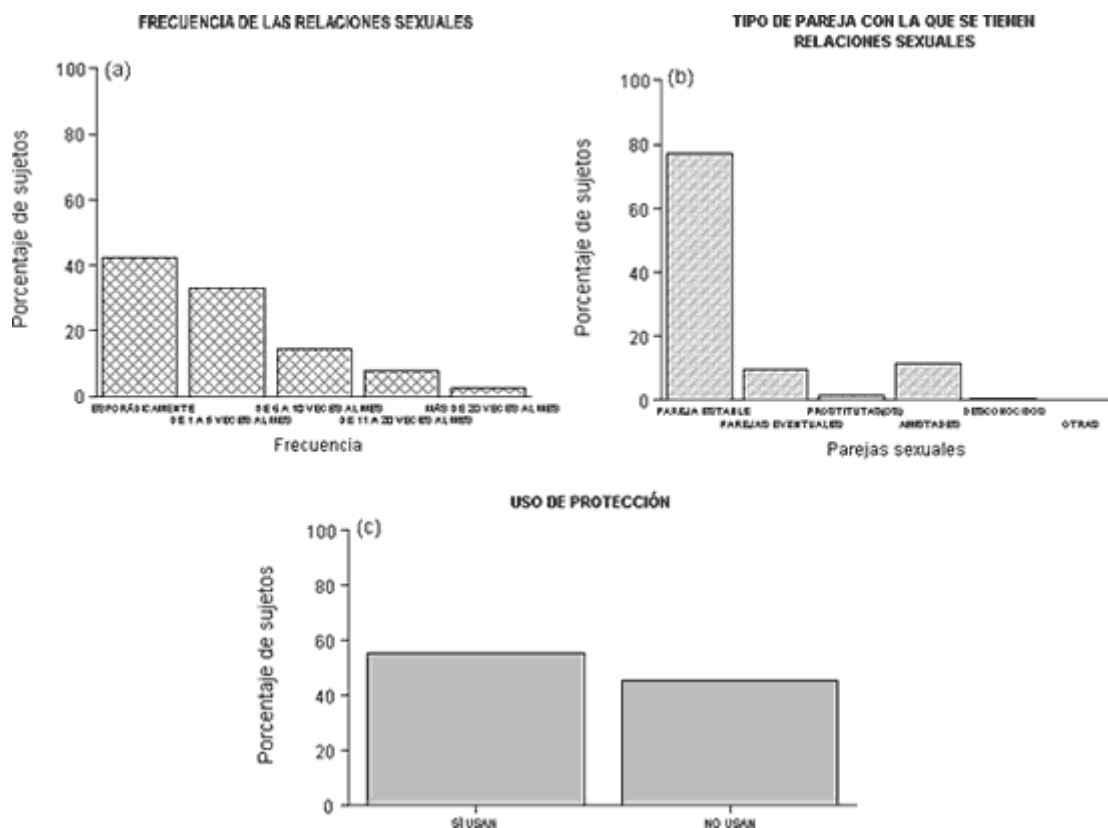 FRECUENCIA DE LAS RELACIONES SEXUALES
(a)
Porcentaje de sujetos
100
80
60
40
20
0
ESPORÁDICAMENTE
DE 1 A 5 VECES AL MES
DE 6 A 10 VECES AL MES
DE 11 A 20 VECES AL MES
MÁS DE 20 VECES AL MES
Frecuencia
TIPO DE PAREJA CON LA QUE SE TIENEN
RELACIONES SEXUALES
(b)
Porcentaje de sujetos
100
80
60
40
20
0
PAREJA ESTABLE
PAREJAS EVENTUALES
PROSTITUTAS(OS)
AMISTADES
DESCONOCIDOS
OTRAS
Parejas sexuales
USO DE PROTECCIÓN
(c)
Porcentaje de sujetos
100
80
60
40
20
0
SÍ USAN
NO USAN